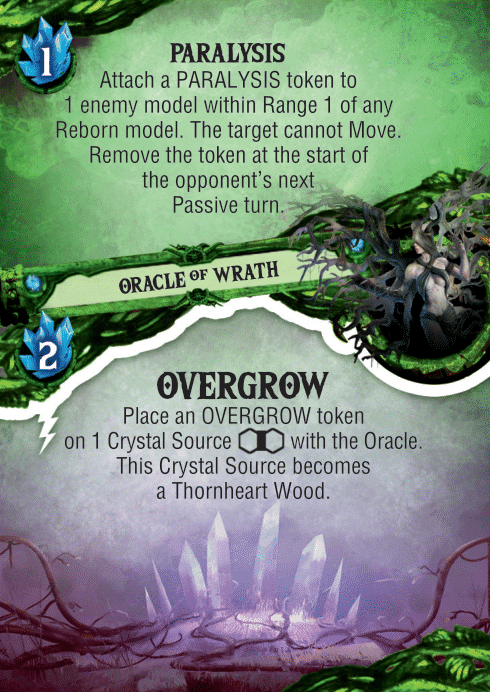 1
PARALYSIS
Attach a PARALYSIS token to
1 enemy model within Range 1 of any
Reborn model. The target cannot Move.
Remove the token at the start of
the opponent's next
Passive turn.
ORACLE OF WRATH
2
OVERGROW
Place an OVERGROW token
on 1 Crystal Source with the Oracle.
This Crystal Source becomes
a Thornheart Wood.